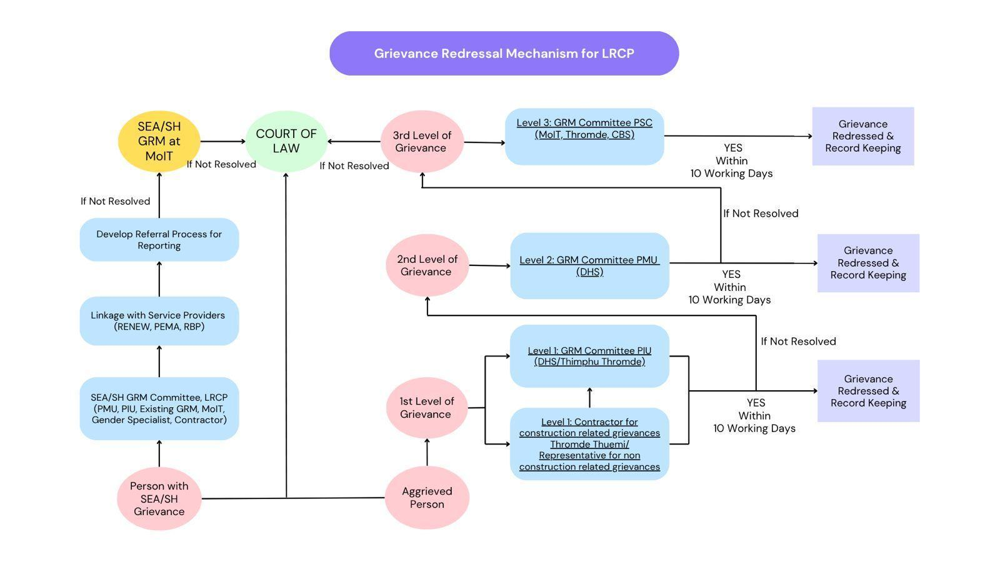 Grievance Redressal Mechanism for LRCP
SEA/SH
GRM at
MoIT
COURT OF
LAW
3rd Level of
Grievance
Level 3: GRM Committee PSC
(MoIT, Thromde, CBS)
Grievance
Redressed &
Record Keeping
If Not Resolved
If Not Resolved
YES
Within
10 Working Days
If Not Resolved
If Not Resolved
Develop Referral Process for
Reporting
2nd Level of
Grievance
Level 2: GRM Committee PMU
(DHS)
Grievance
Redressed &
Record Keeping
YES
Within
10 Working Days
Linkage with Service Providers
(RENEW, PEMA, RBP)
If Not Resolved
Level 1: GRM Committee PIU
(DHS/Thimphu Thromde)
SEA/SH GRM Committee, LRCP
(PMU, PIU, Existing GRM, MoIT,
Gender Specialist, Contractor)
1st Level of
Grievance
Grievance
Redressed &
Record Keeping
YES
Within
10 Working Days
Level 1: Contractor for
construction related grievances
Thromde Thuemi/
Representative for non
construction related grievances
Person with
SEA/SH
Grievance
Aggrieved
Person